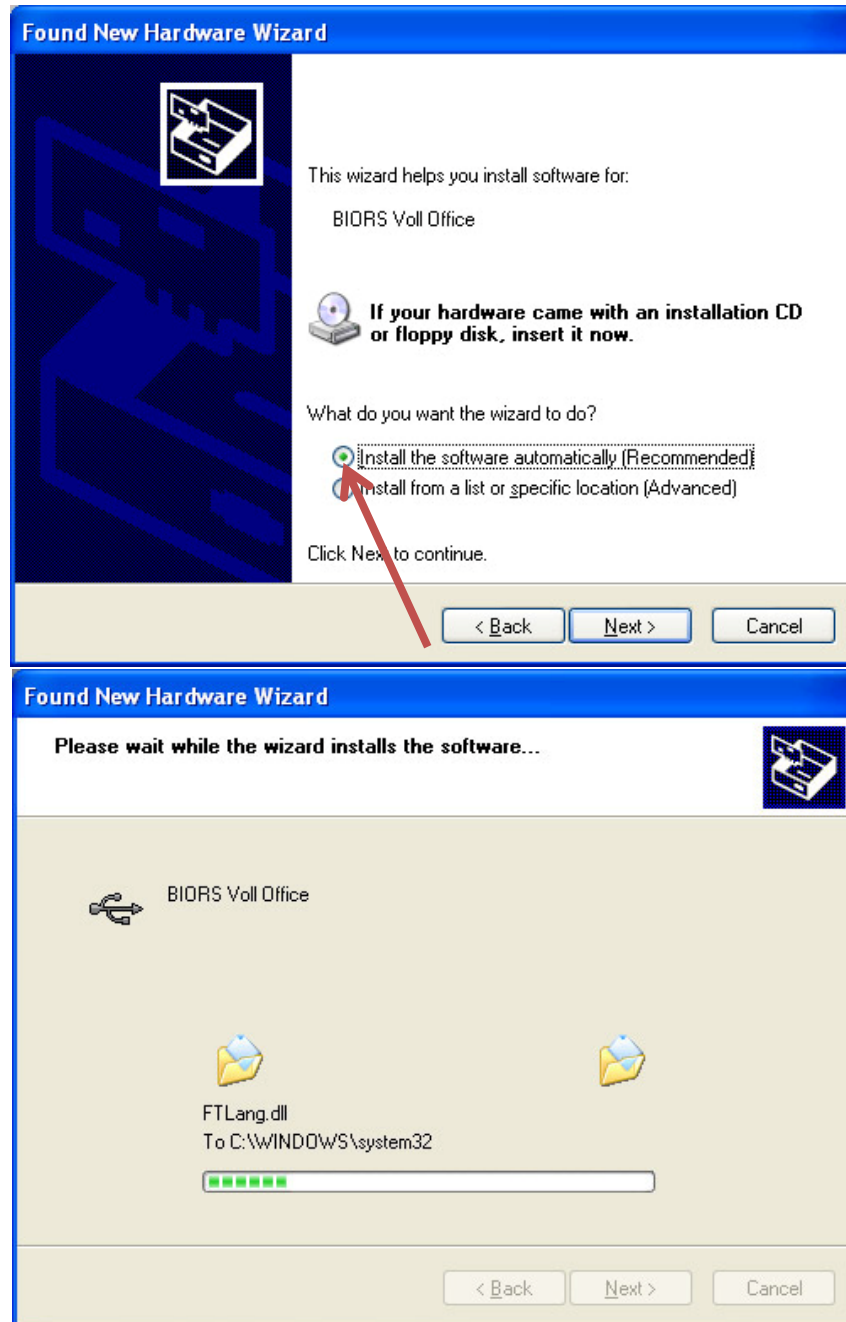 Found New Hardware Wizard
This wizard helps you install software for:
BIORS Voll Office
If your hardware came with an installation CD
or floppy disk, insert it now.
What do you want the wizard to do?
Install the software automatically (Recommended)
Install from a list or specific location (Advanced)
Click Next to continue.
< Back
Next >
Cancel
Found New Hardware Wizard
Please wait while the wizard installs the software...
BIORS Voll Office
FTLang.dll
To C:\WINDOWS\system32
< Back
Next >
Cancel